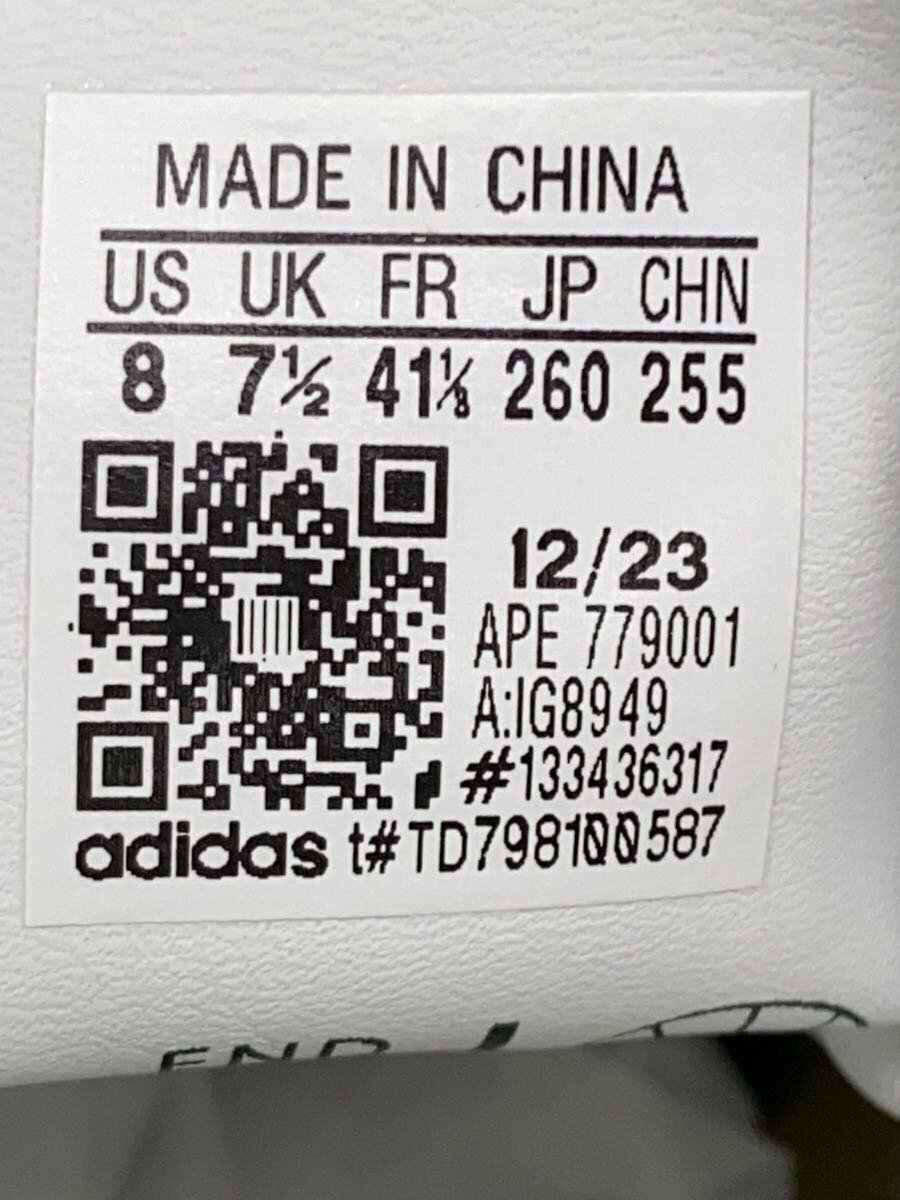 MADE IN CHINA
US UK FR JP CHN
8 7½ 41⅓ 260 255
12/23
APE 779001
A:IG8949
#133436317
adidas t#TD798100587
END